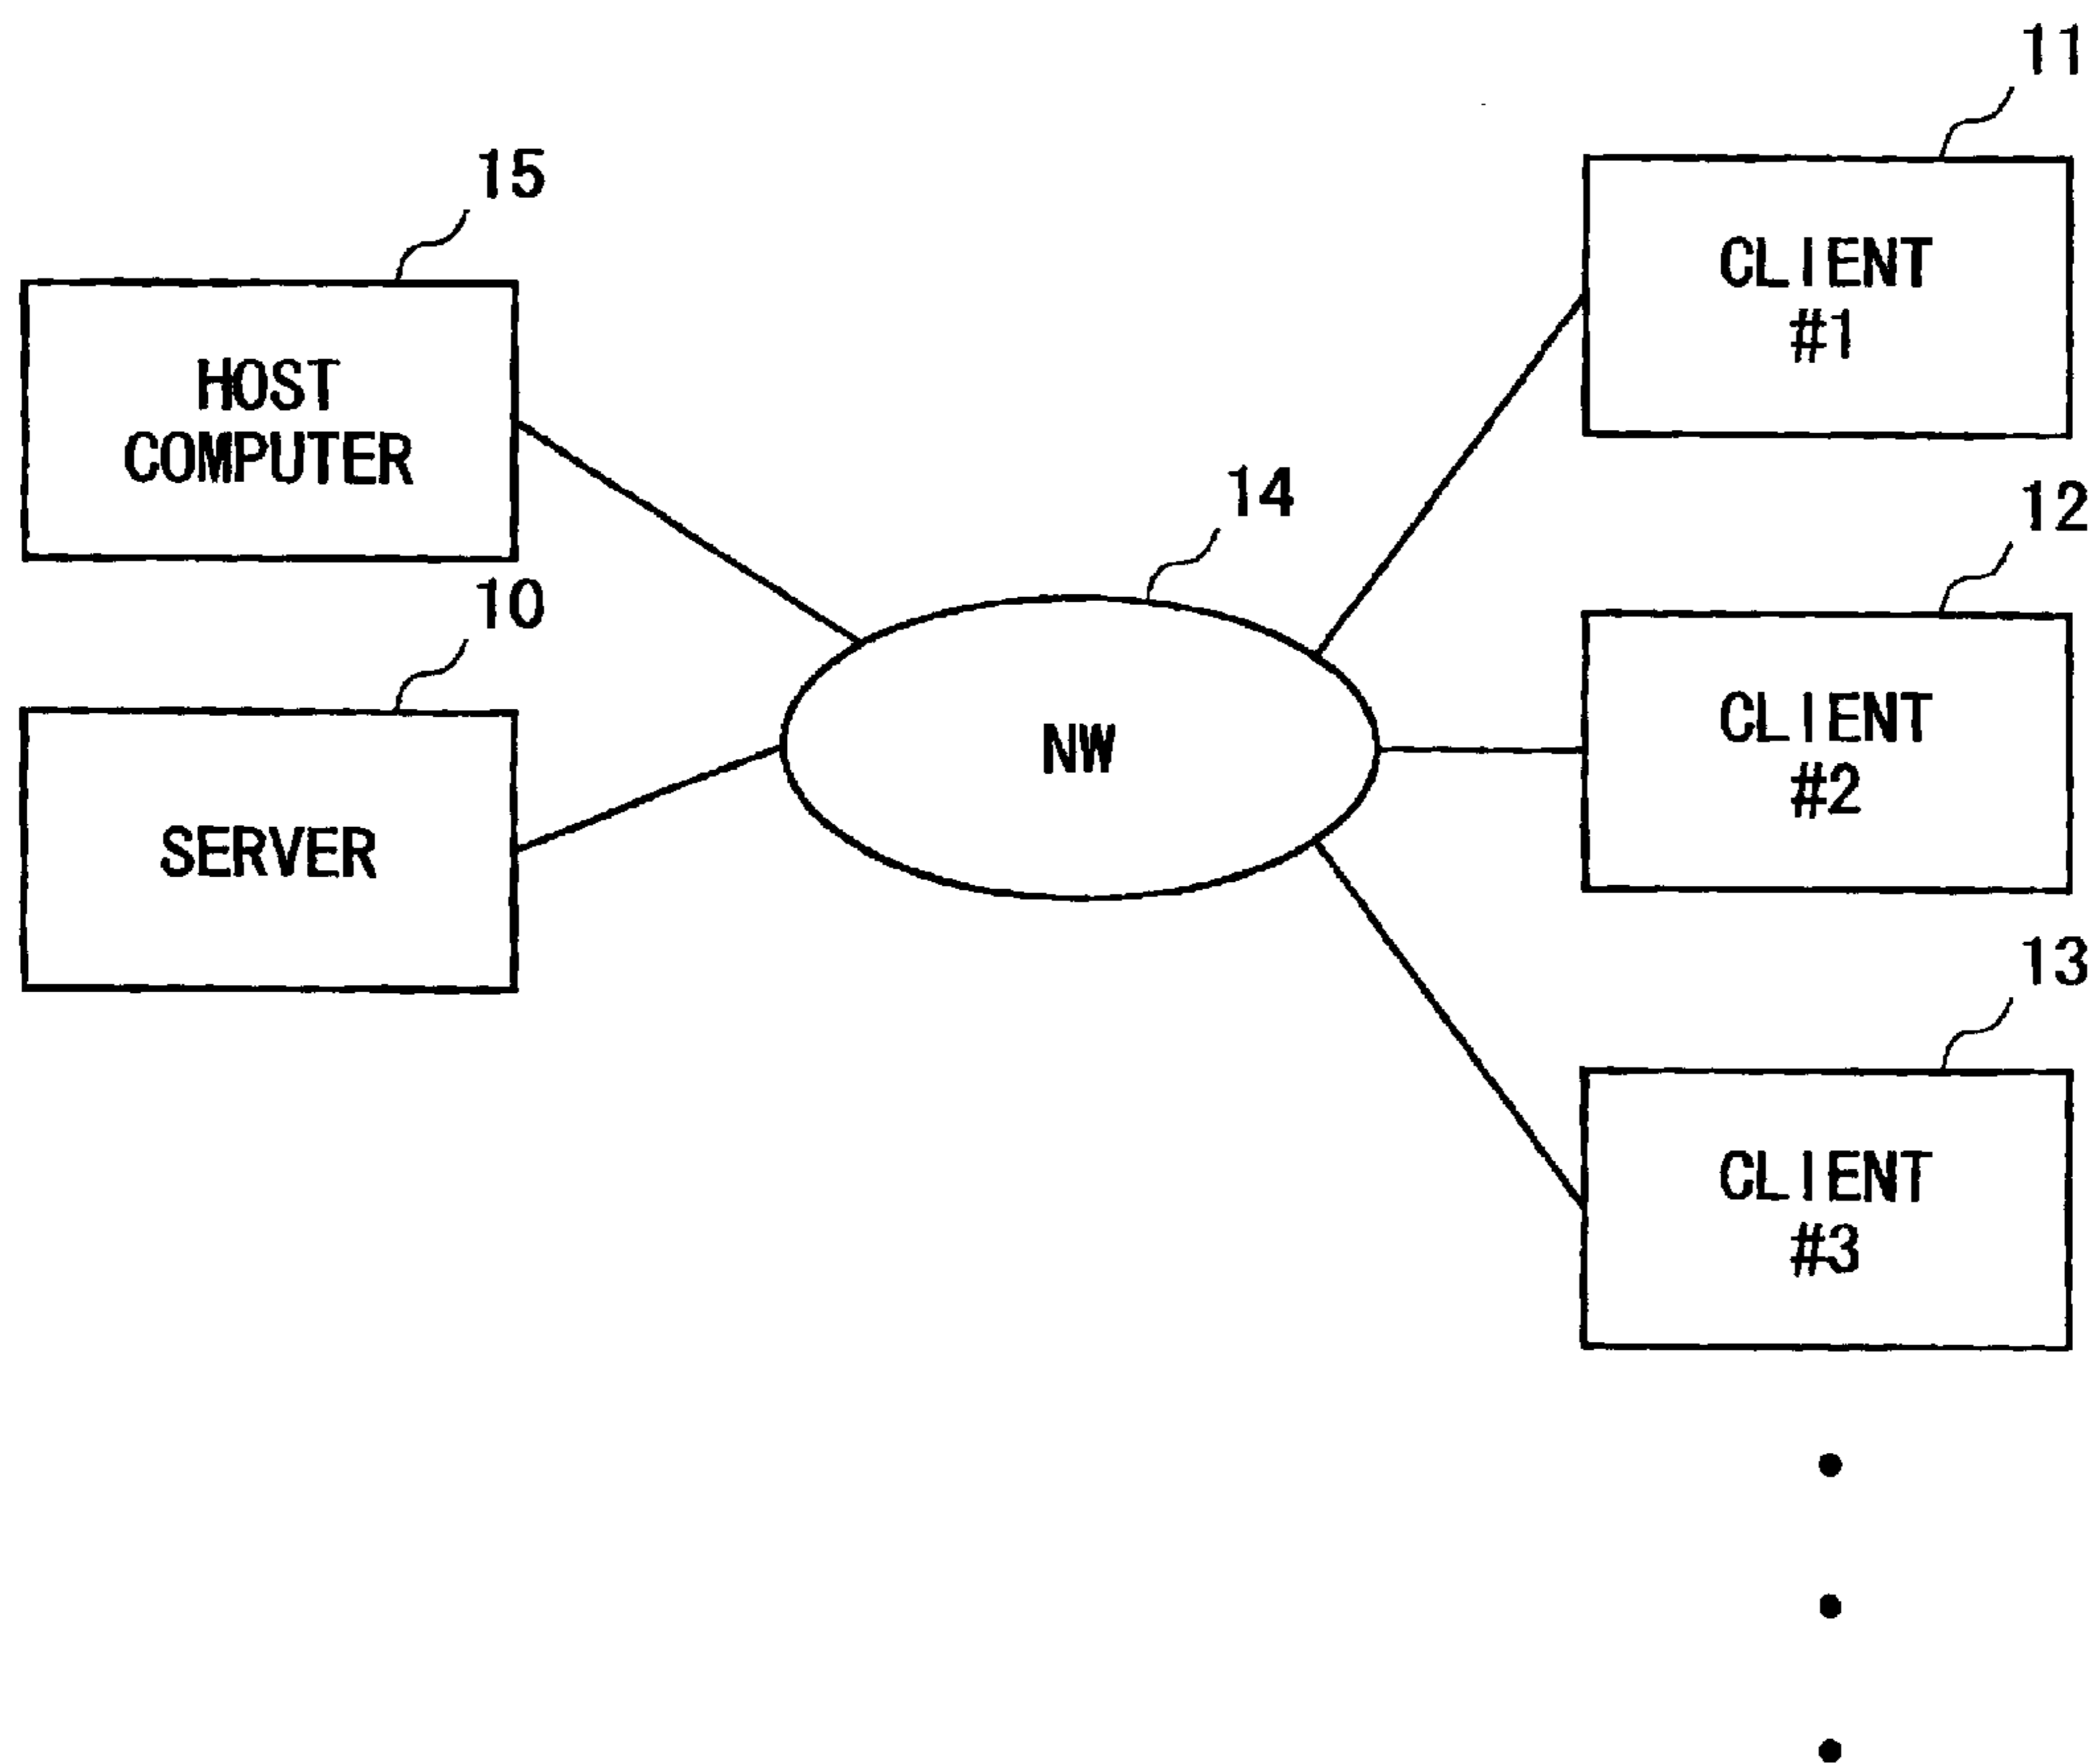 11
15
CLIENT
#1
HOST
COMPUTER
14
12
10
CLIENT
#2
NW
SERVER
13
CLIENT
#3